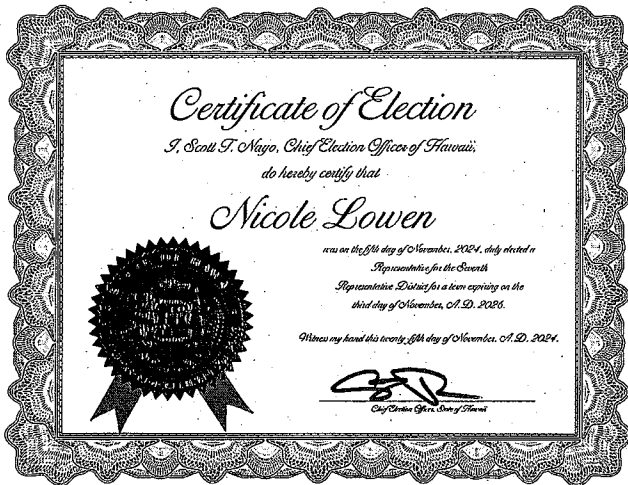 Certificate of Election
I, Scott T. Nago, Chief Election Officer of Hawaii,
do hereby certify that
Nicole Lowen
was on the fifth day of November, 2024, duly elected a
Representative for the Seventh
Representative District for a term expiring on the
third day of November, A.D. 2026.
Witness my hand this twenty-fifth day of November, A.D. 2024.
Chief Election Officer, State of Hawaii